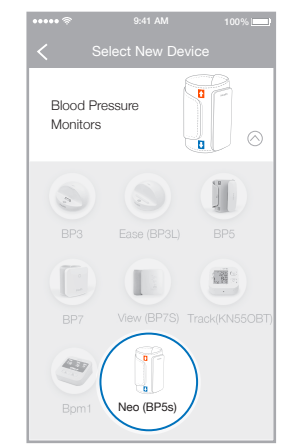 9:41 AM 100%
Select New Device
Blood Pressure
Monitors
BP3 Ease (BP3L) BP5
BP7 View (BP7S) Track(KN55OBT)
Bpm1 Neo (BP5s)